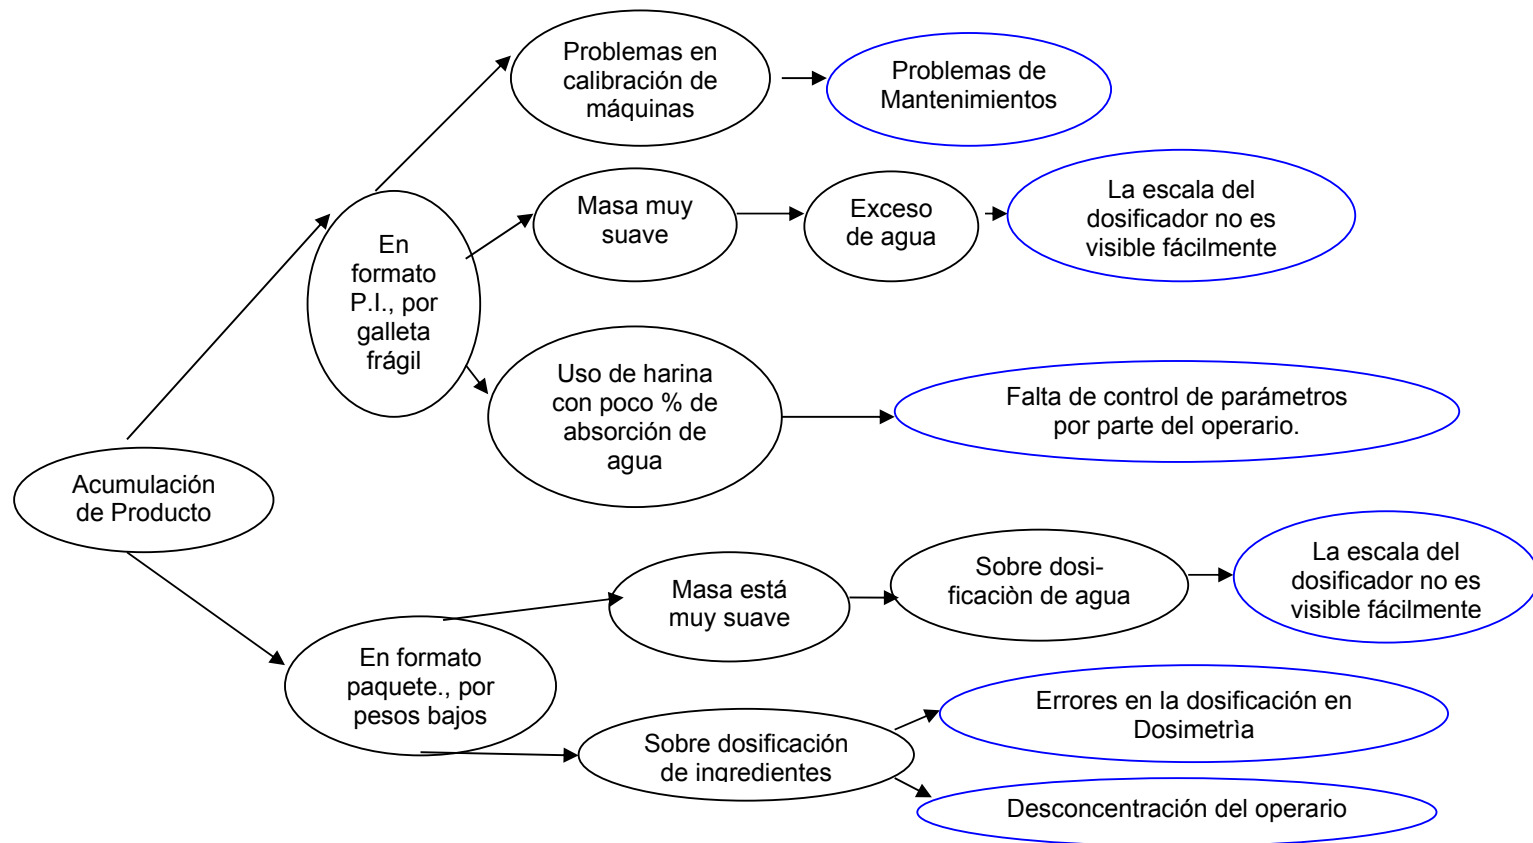 Problemas en
calibración de
máquinas
Problemas de
Mantenimientos
En
formato
P.I., por
galleta
frágil
Masa muy
suave
Exceso
de agua
La escala del
dosificador no es
visible fácilmente
Uso de harina
con poco % de
absorción de
agua
Falta de control de parámetros
por parte del operario.
Acumulación
de Producto
En formato
paquete., por
pesos bajos
Masa está
muy suave
Sobre dosi-
ficaciòn de agua
La escala del
dosificador no es
visible fácilmente
Sobre dosificación
de ingredientes
Errores en la dosificación en
Dosimetrìa
Desconcentración del operario